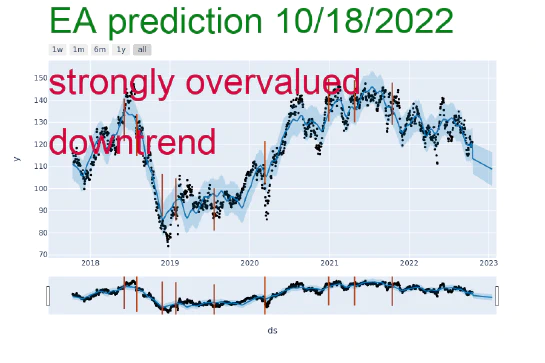 EA prediction 10/18/2022
1w 1m 6m 1y all
strongly overvalued
downtrend
150
140
130
120
110
100
90
80
70
y
2018 2019 2020 2021 2022 2023
ds